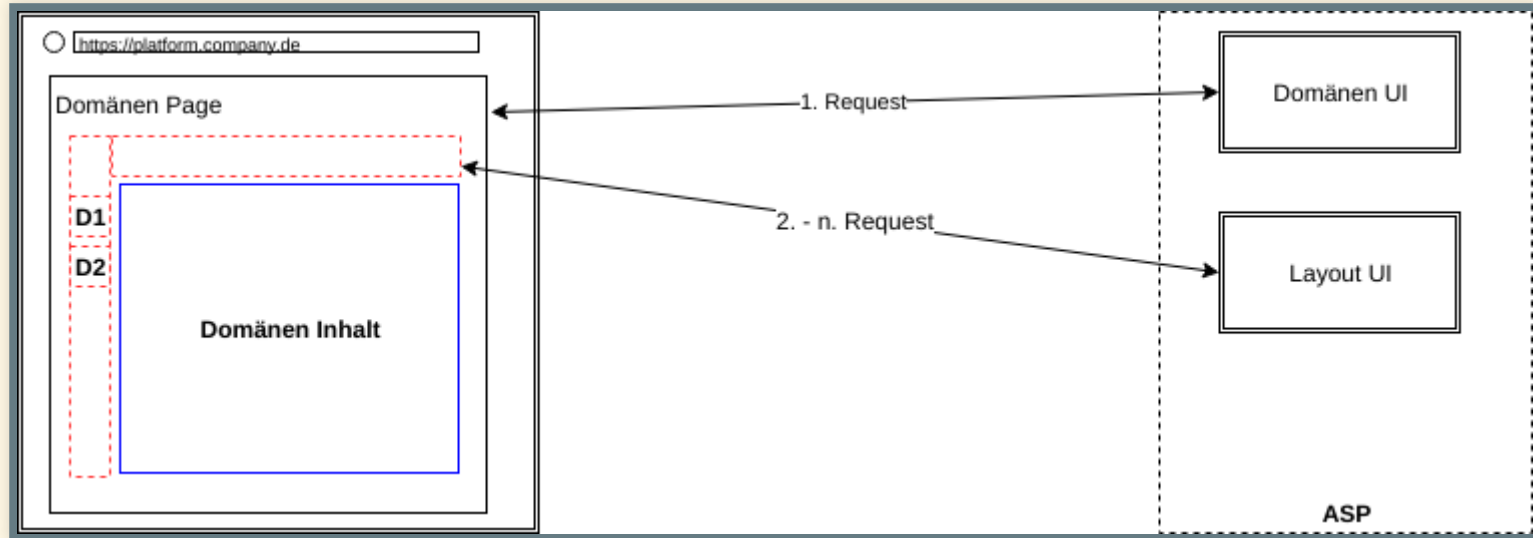 https://platform.company.de
Domänen Page
D1
D2
Domänen Inhalt
1. Request
2. - n. Request
Domänen UI
Layout UI
ASP